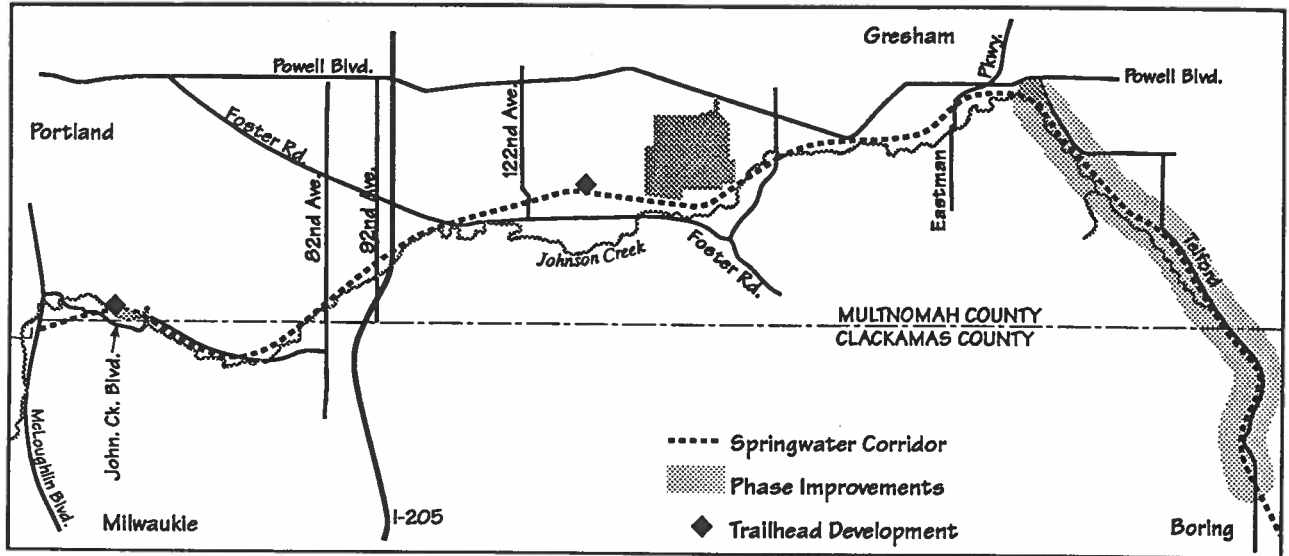 Gresham
Pkwy.
Powell Blvd.
Powell Blvd.
Portland
Foster Rd.
122nd Ave.
82nd Ave.
92nd Ave.
Eastman
Johnson Creek
Foster Rd.
Telford
MULTNOMAH COUNTY
CLACKAMAS COUNTY
John. Ck. Blvd.
McLoughlin Blvd.
Springwater Corridor
Phase Improvements
Trailhead Development
Milwaukie
I-205
Boring